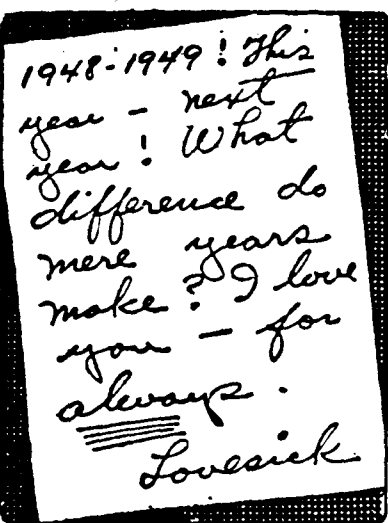 1948-1949! This
year - next
year! What
difference do
mere years
make? I love
you - for
always.
Lovesick